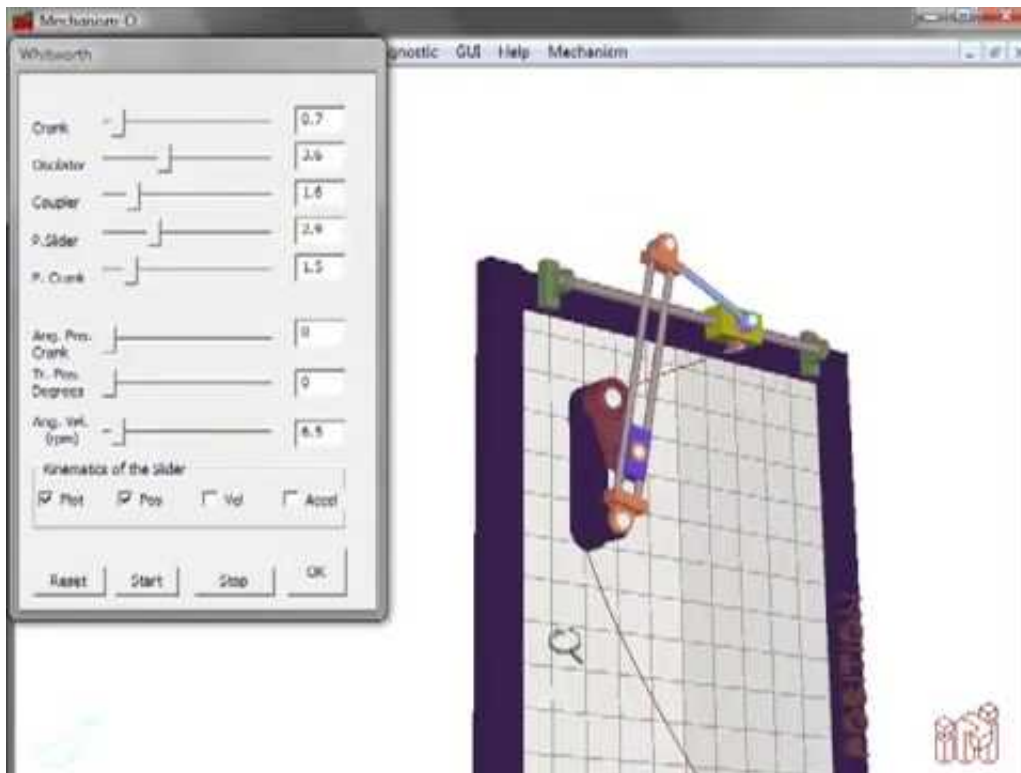 Mechanism-D
Whitworth
gnostic GUI Help Mechanism
Crank 0.7
Oscilator 3.6
Coupler 1.6
P.Slider 2.9
P. Crank 1.5
Ang. Pos. Crank 0
Tr. Pos. Degrees 0
Ang. Vel. (rpm) 6.5
Kinematics of the Slider
Plot Pos Vel Accel
Reset Start Stop OK
POSITION